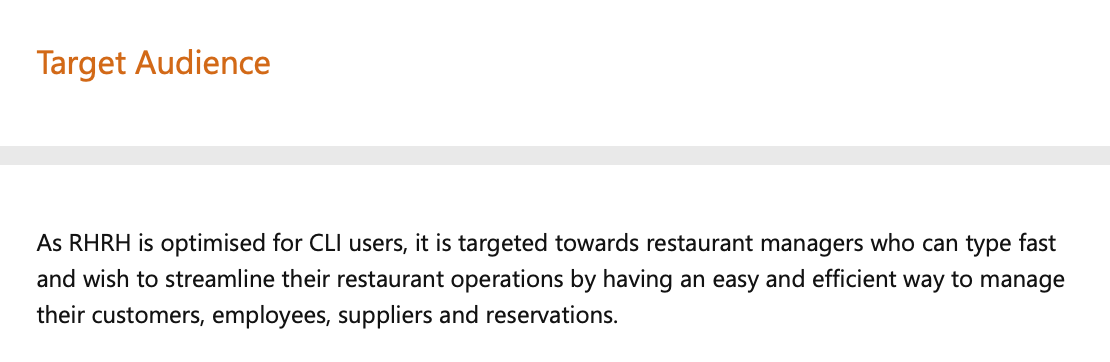 Target Audience
As RHRH is optimised for CLI users, it is targeted towards restaurant managers who can type fast
and wish to streamline their restaurant operations by having an easy and efficient way to manage
their customers, employees, suppliers and reservations.